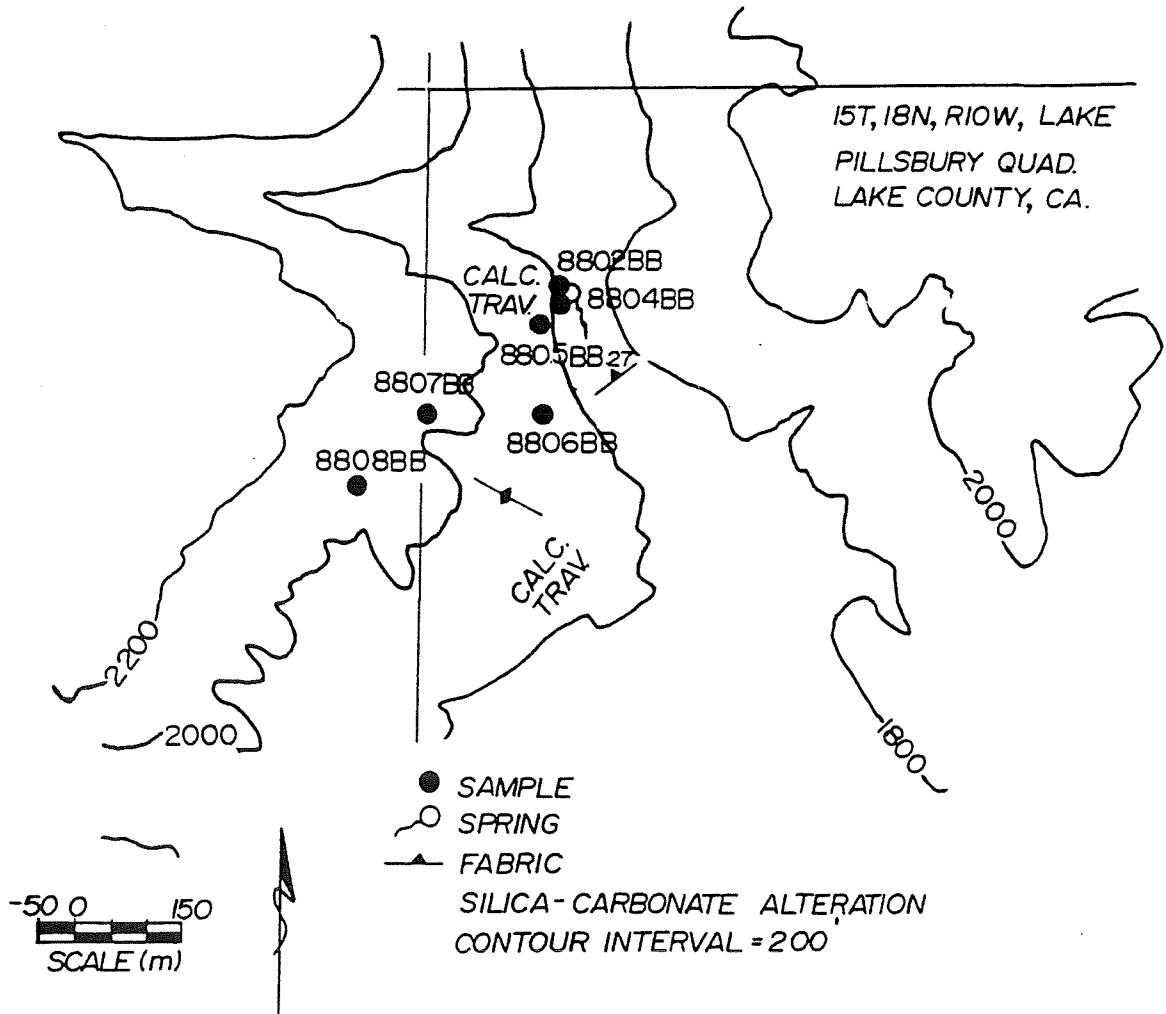 15T, 18N, R10W, LAKE
PILLSBURY QUAD.
LAKE COUNTY, CA.
8802BB
CALC.
TRAV.
8804BB
8805BB
27
8807BB
8806BB
8808BB
2000
CALC.
TRAV.
2200
2000
1800
SAMPLE
SPRING
FABRIC
SILICA-CARBONATE ALTERATION
CONTOUR INTERVAL = 200'
-50 0 150
SCALE (m)